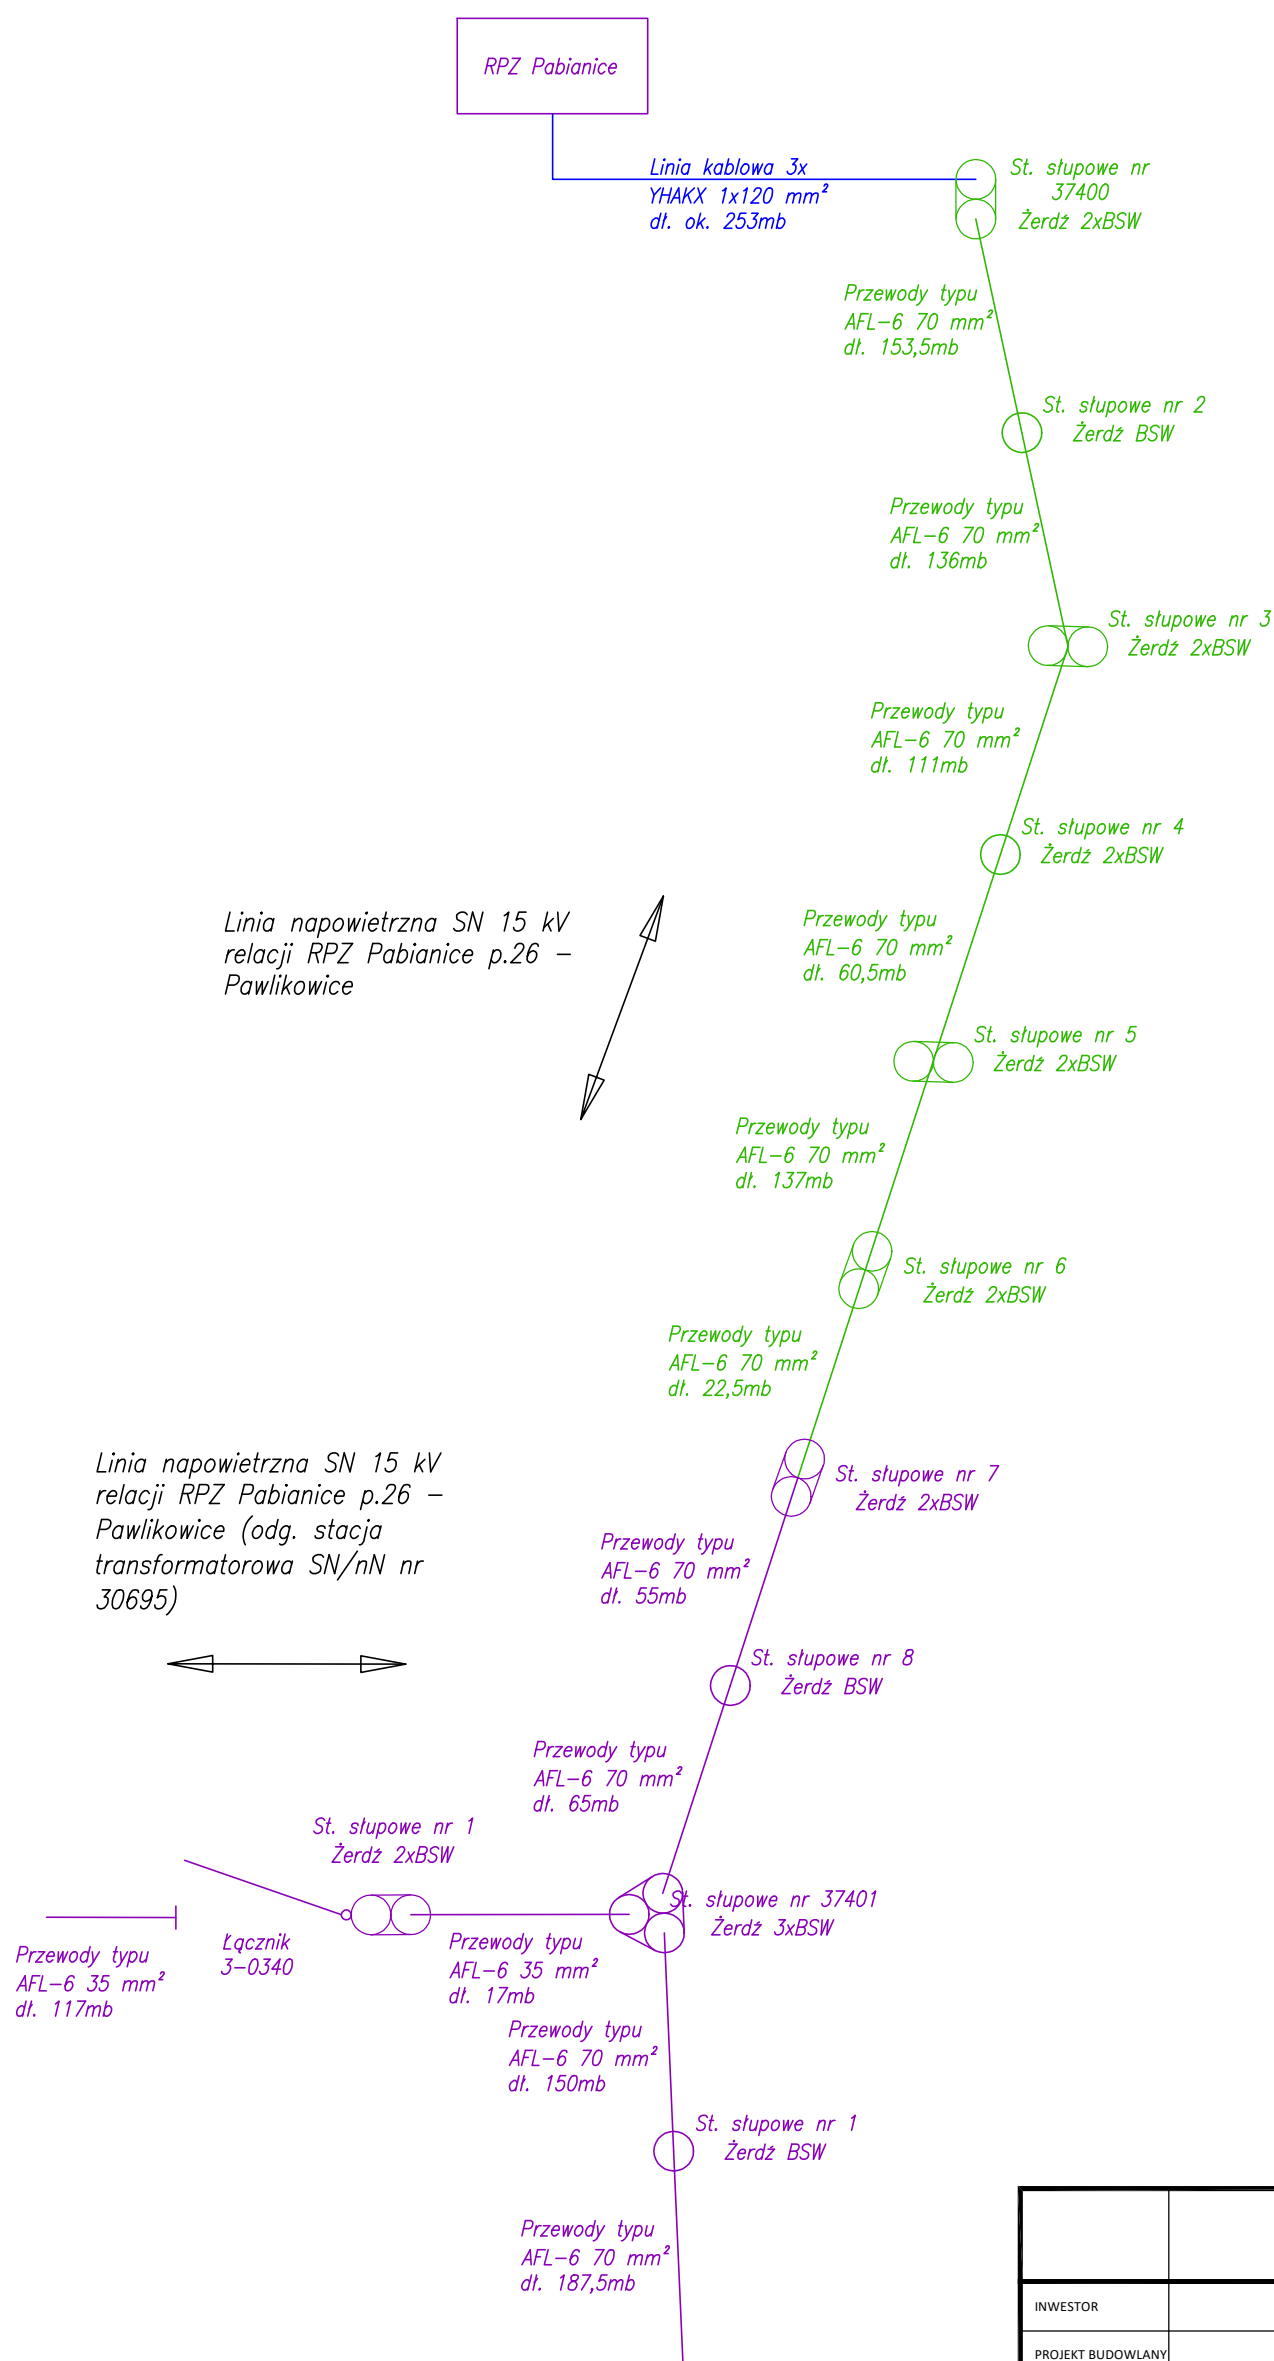 RPZ Pabianice
Linia kablowa 3x
YHAKX 1x120 mm²
dł. ok. 253mb
St. słupowe nr
37400
Żerdź 2xBSW
Przewody typu
AFL-6 70 mm²
dł. 153,5mb
St. słupowe nr 2
Żerdź BSW
Przewody typu
AFL-6 70 mm²
dł. 136mb
St. słupowe nr 3
Żerdź 2xBSW
Przewody typu
AFL-6 70 mm²
dł. 111mb
St. słupowe nr 4
Żerdź 2xBSW
Linia napowietrzna SN 15 kV
relacji RPZ Pabianice p.26 –
Pawlikowice
Przewody typu
AFL-6 70 mm²
dł. 60,5mb
St. słupowe nr 5
Żerdź 2xBSW
Przewody typu
AFL-6 70 mm²
dł. 137mb
St. słupowe nr 6
Żerdź 2xBSW
Przewody typu
AFL-6 70 mm²
dł. 22,5mb
Linia napowietrzna SN 15 kV
relacji RPZ Pabianice p.26 –
Pawlikowice (odg. stacja
transformatorowa SN/nN nr
30695)
St. słupowe nr 7
Żerdź 2xBSW
Przewody typu
AFL-6 70 mm²
dł. 55mb
St. słupowe nr 8
Żerdź BSW
Przewody typu
AFL-6 70 mm²
dł. 65mb
St. słupowe nr 1
Żerdź 2xBSW
St. słupowe nr 37401
Żerdź 3xBSW
Łącznik
3-0340
Przewody typu
AFL-6 35 mm²
dł. 117mb
Przewody typu
AFL-6 35 mm²
dł. 17mb
Przewody typu
AFL-6 70 mm²
dł. 150mb
St. słupowe nr 1
Żerdź BSW
Przewody typu
AFL-6 70 mm²
dł. 187,5mb
INWESTOR
PROJEKT BUDOWLANY